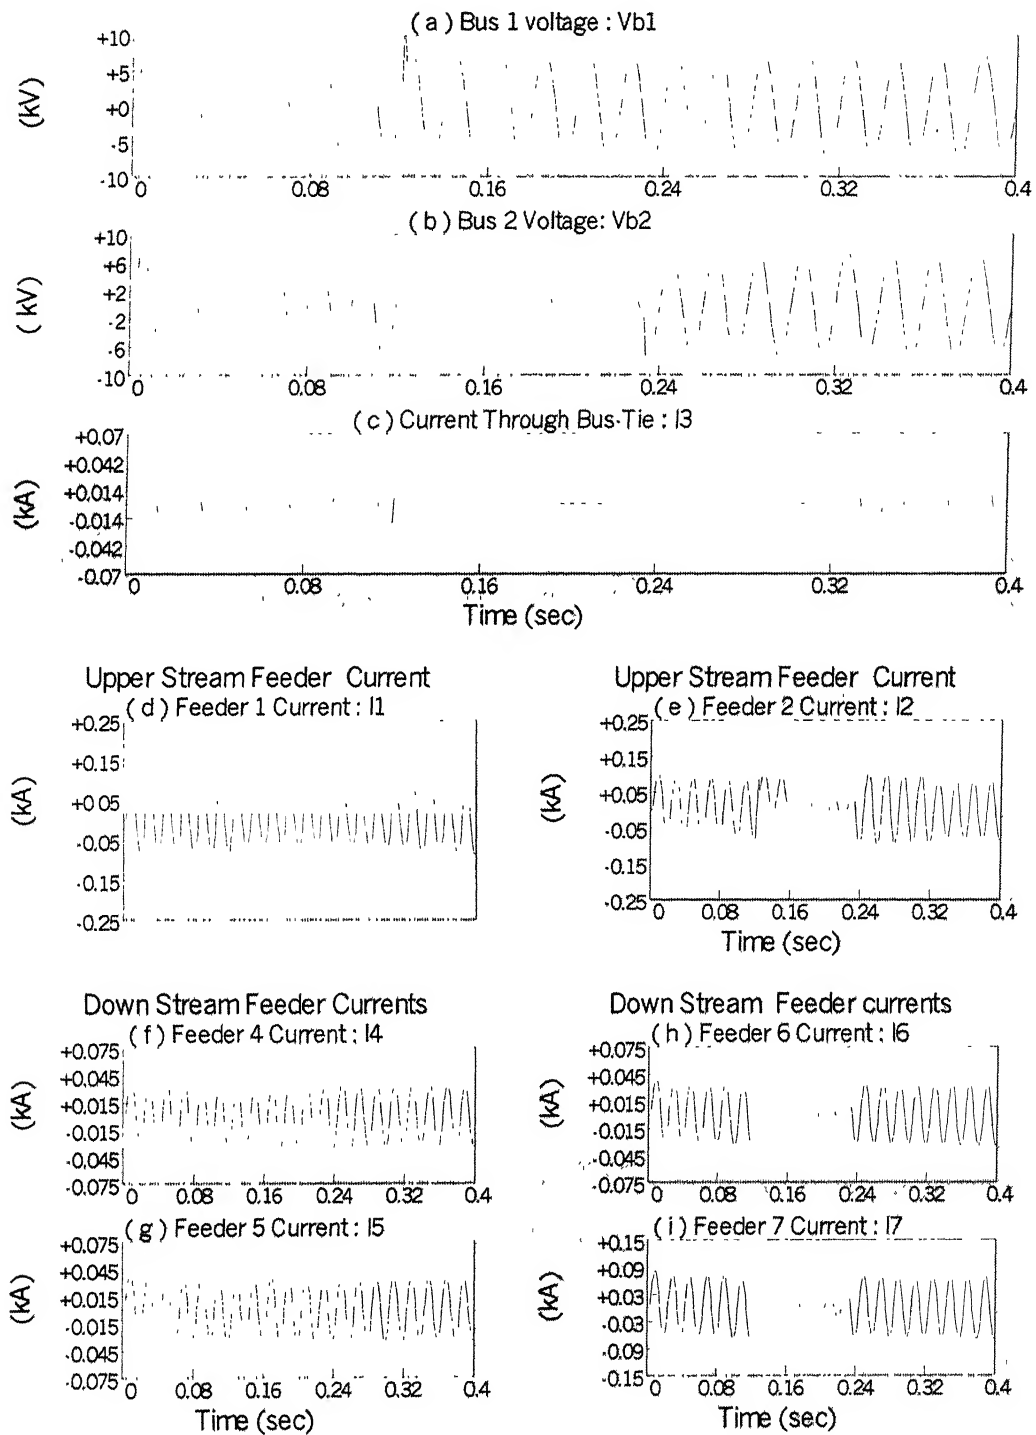 (a) Bus 1 voltage : Vb1
+10
+5
+0
-5
-10
(kV)
0 0.08 0.16 0.24 0.32 0.4
(b) Bus 2 Voltage: Vb2
+10
+6
+2
-2
-6
-10
(kV)
0 0.08 0.16 0.24 0.32 0.4
(c) Current Through Bus-Tie : I3
+0.07
+0.042
+0.014
-0.014
-0.042
-0.07
(kA)
0 0.08 0.16 0.24 0.32 0.4
Time (sec)
Upper Stream Feeder Current
(d) Feeder 1 Current : I1
+0.25
+0.15
+0.05
-0.05
-0.15
-0.25
(kA)
Upper Stream Feeder Current
(e) Feeder 2 Current : I2
+0.25
+0.15
+0.05
-0.05
-0.15
-0.25
(kA)
0 0.08 0.16 0.24 0.32 0.4
Time (sec)
Down Stream Feeder Currents
(f) Feeder 4 Current : I4
+0.075
+0.045
+0.015
-0.015
-0.045
-0.075
(kA)
0 0.08 0.16 0.24 0.32 0.4
(g) Feeder 5 Current : I5
+0.075
+0.045
+0.015
-0.015
-0.045
-0.075
(kA)
0 0.08 0.16 0.24 0.32 0.4
Time (sec)
Down Stream Feeder currents
(h) Feeder 6 Current : I6
+0.075
+0.045
+0.015
-0.015
-0.045
-0.075
(kA)
0 0.08 0.16 0.24 0.32 0.4
(i) Feeder 7 Current : I7
+0.15
+0.09
+0.03
-0.03
-0.09
-0.15
(kA)
0 0.08 0.16 0.24 0.32 0.4
Time (sec)